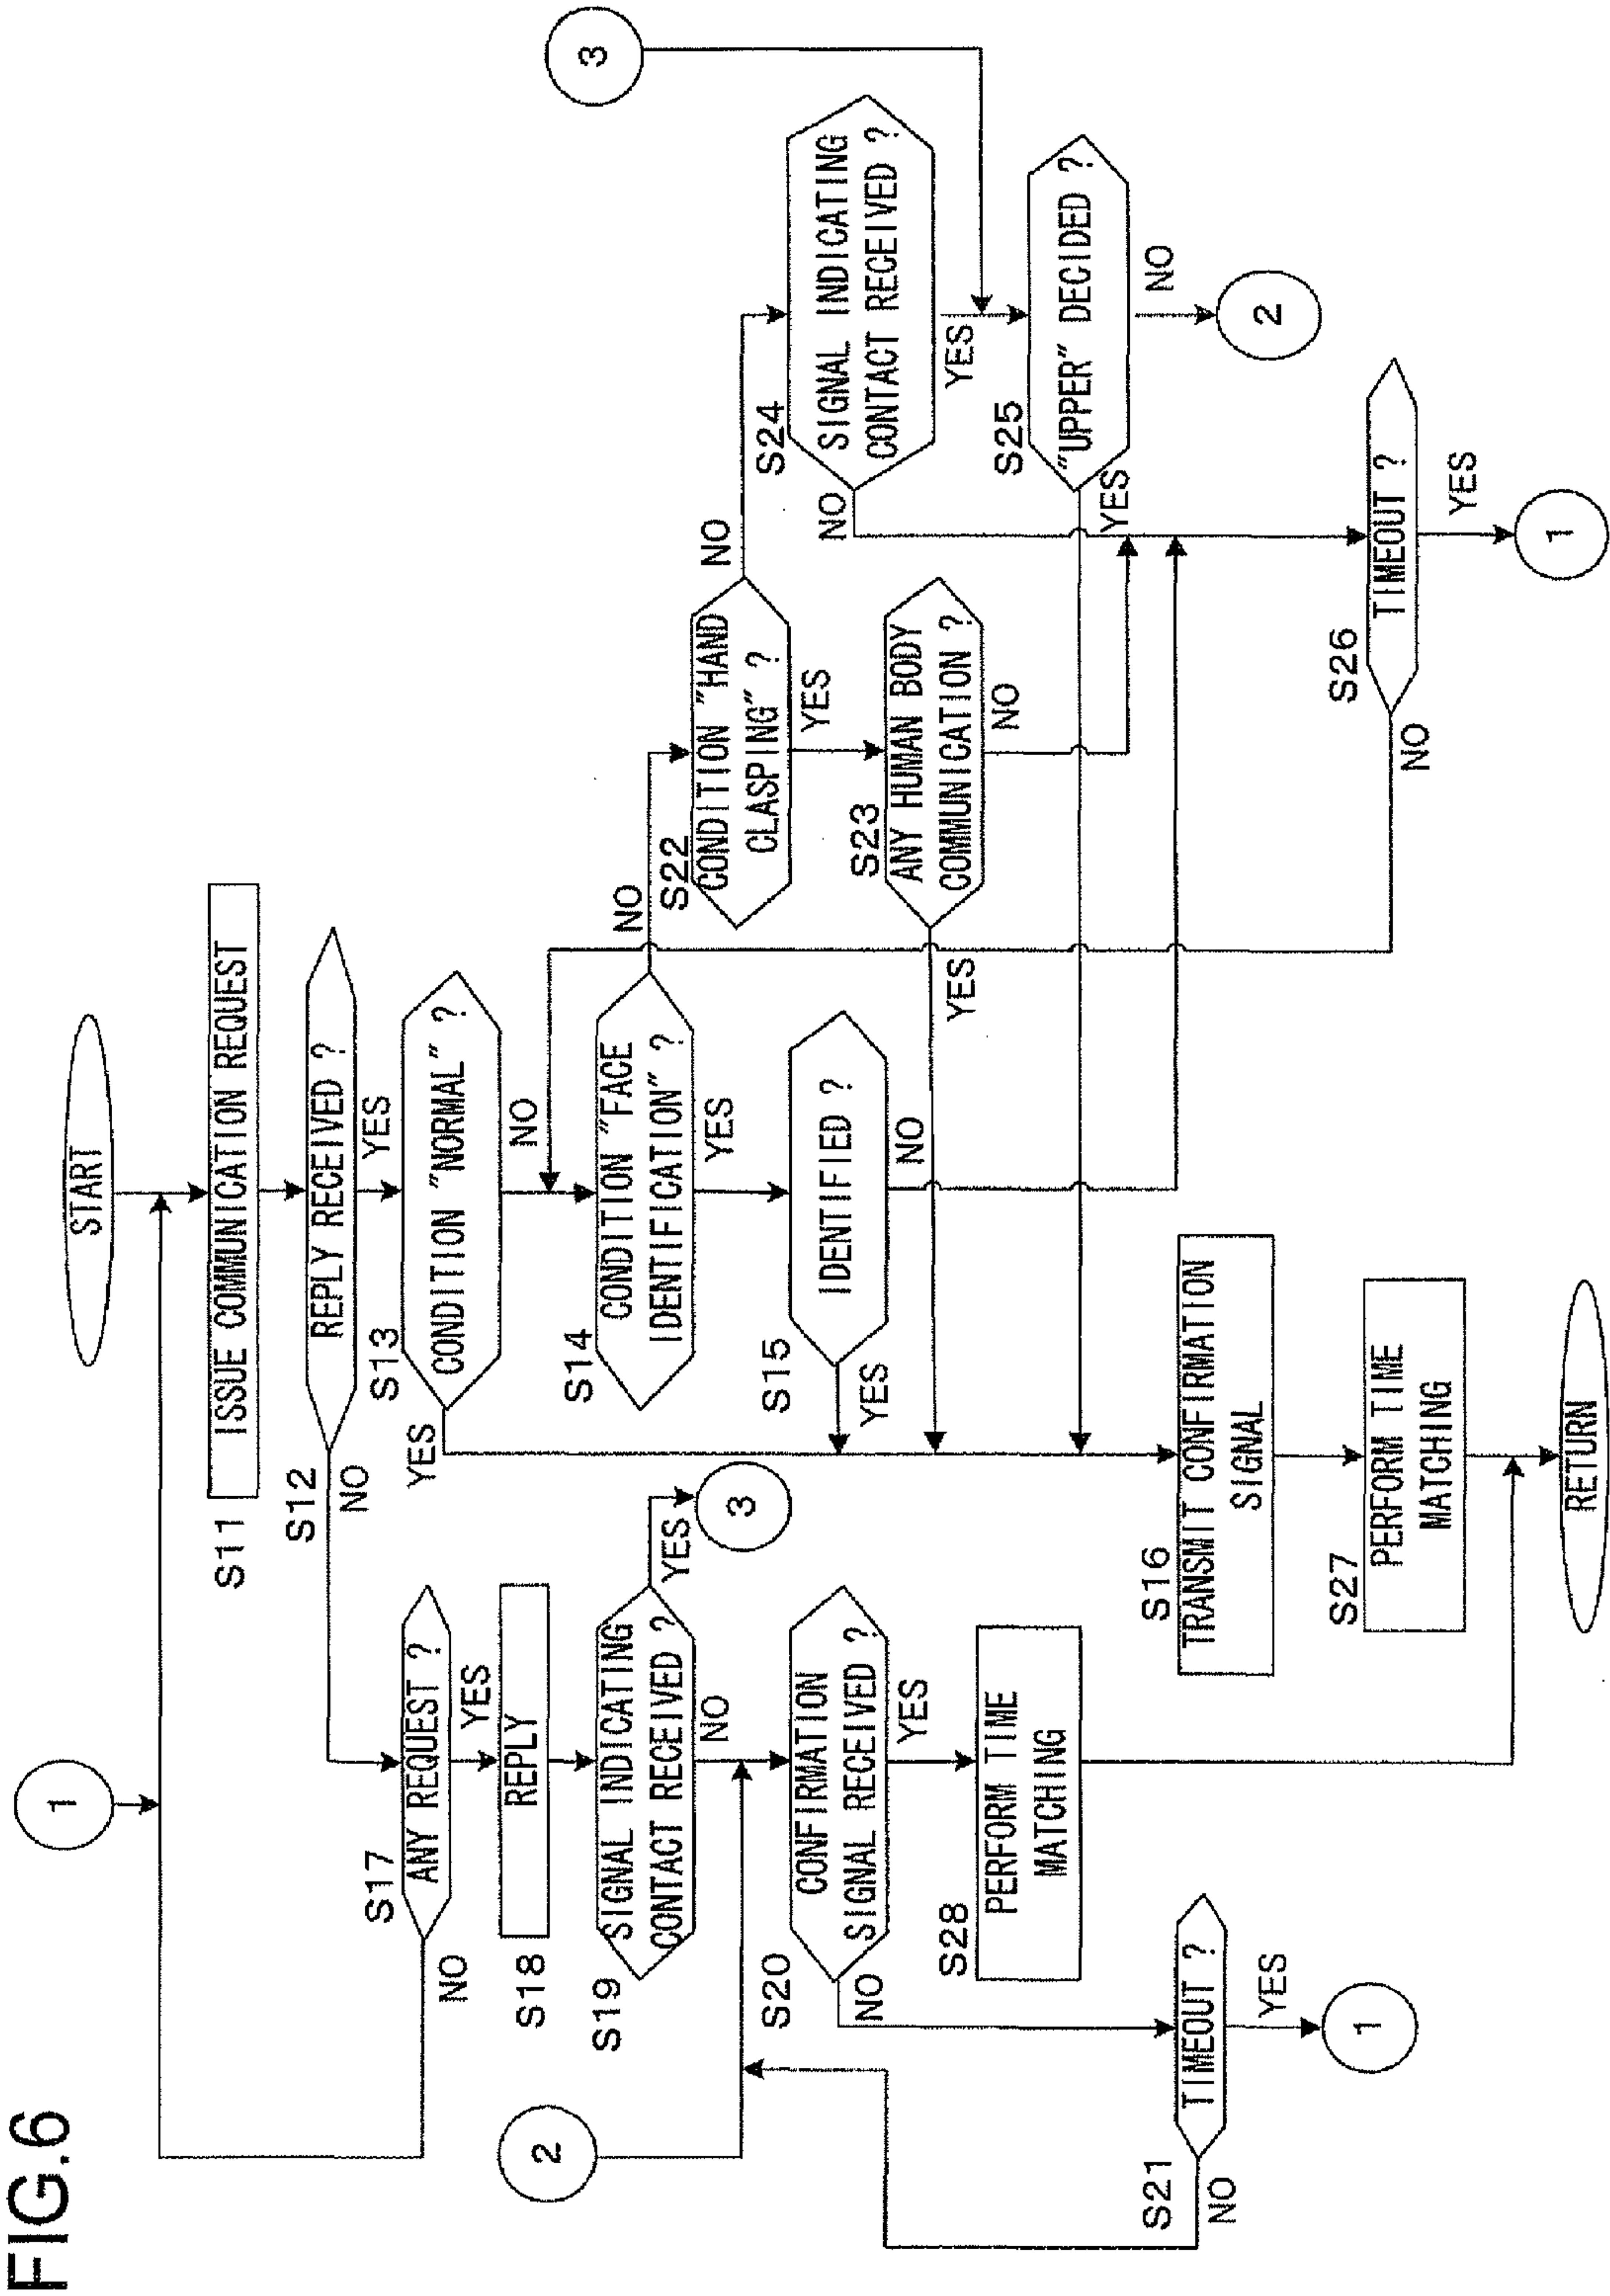 FIG.6
START
1
S11
ISSUE COMMUNICATION REQUEST
S12
REPLY RECEIVED ?
NO
YES
S13
CONDITION "NORMAL" ?
YES
NO
S14
CONDITION "FACE
IDENTIFICATION" ?
NO
YES
S15
IDENTIFIED ?
YES
NO
S17
ANY REQUEST ?
NO
YES
S18
REPLY
S19
SIGNAL INDICATING
CONTACT RECEIVED ?
YES
3
NO
2
S20
CONFIRMATION
SIGNAL RECEIVED ?
NO
YES
S28
PERFORM TIME
MATCHING
S21
TIMEOUT ?
NO
YES
1
S22
CONDITION "HAND
CLASPING" ?
NO
YES
S23
ANY HUMAN BODY
COMMUNICATION ?
YES
NO
3
S24
SIGNAL INDICATING
CONTACT RECEIVED ?
NO
YES
S25
"UPPER" DECIDED ?
YES
NO
2
S26
TIMEOUT ?
NO
YES
1
S16
TRANSMIT CONFIRMATION
SIGNAL
S27
PERFORM TIME
MATCHING
RETURN